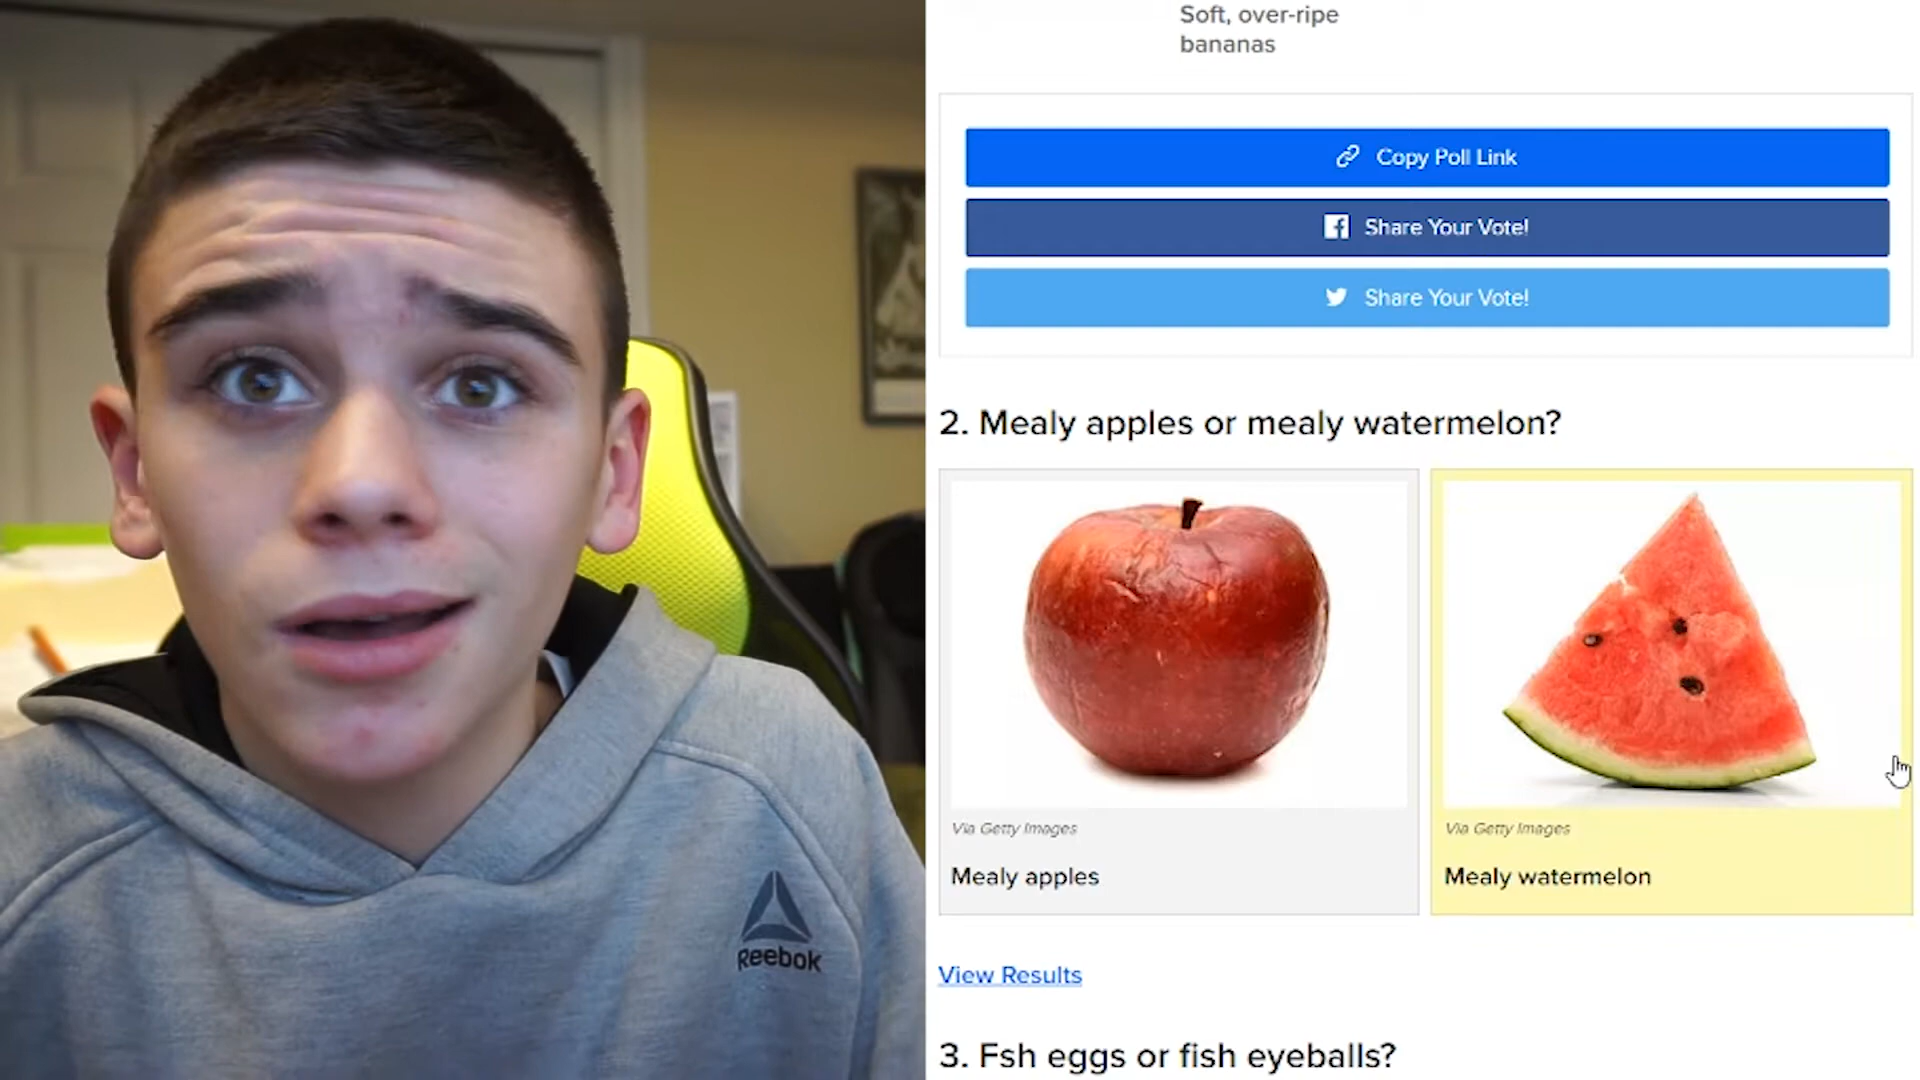 Soft, over-ripe
bananas
Copy Poll Link
Share Your Vote!
Share Your Vote!
2. Mealy apples or mealy watermelon?
Via Getty Images
Via Getty Images
Mealy apples
Mealy watermelon
View Results
3. Fsh eggs or fish eyeballs?
Reebok